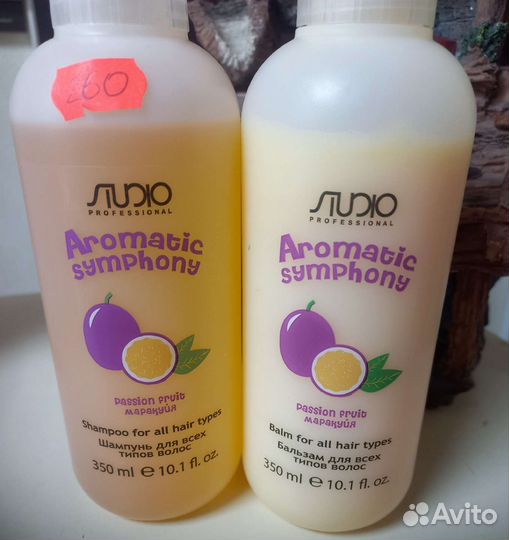 260
STUDIO
PROFESSIONAL
Aromatic
symphony
passion fruit
маракуйя
Shampoo for all hair types
Шампунь для всех
типов волос
350 ml ℮ 10.1 fl. oz.
STUDIO
PROFESSIONAL
Aromatic
symphony
passion fruit
маракуйя
Balm for all hair types
Бальзам для всех
типов волос
350 ml ℮ 10.1 fl. oz.
Avito